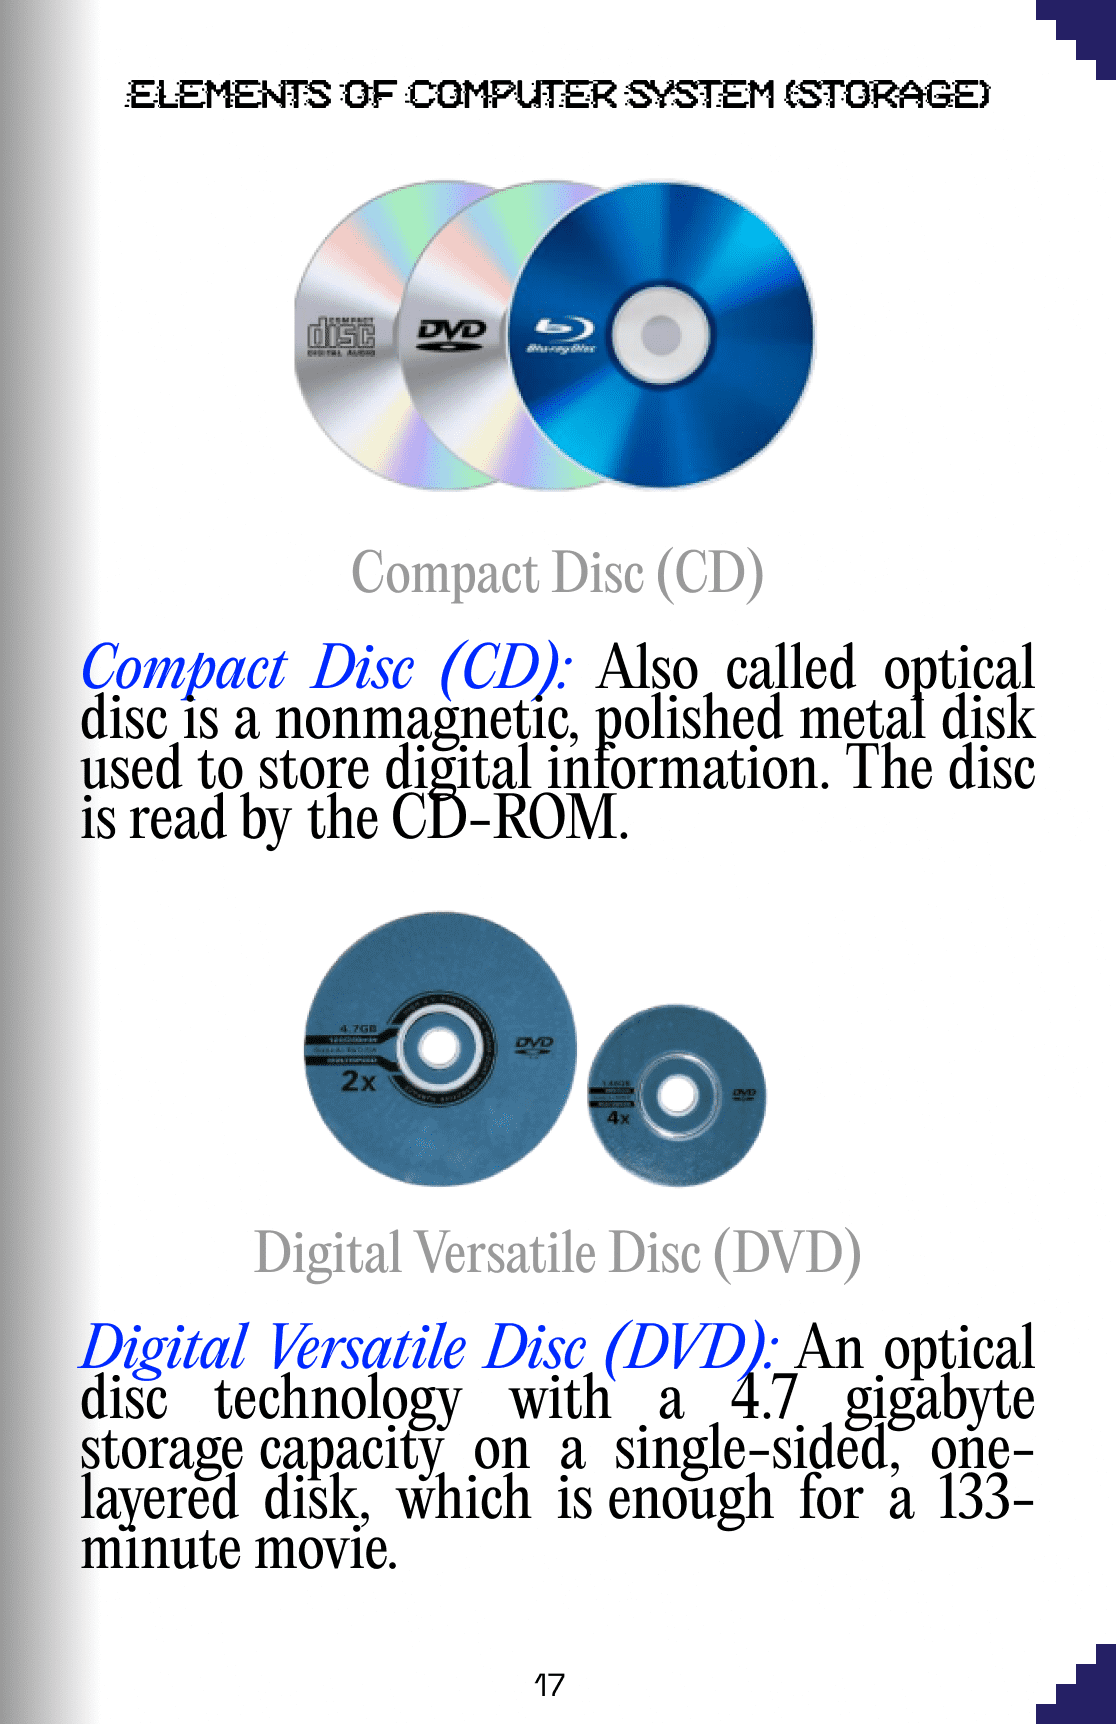 ELEMENTS OF COMPUTER SYSTEM (STORAGE)
COMPACT
disc
DIGITAL AUDIO
DVD
Blu-ray Disc
Compact Disc (CD)
Compact Disc (CD): Also called optical
disc is a nonmagnetic, polished metal disk
used to store digital information. The disc
is read by the CD-ROM.
4.7GB
2x
DVD
4x
DVD
Digital Versatile Disc (DVD)
Digital Versatile Disc (DVD): An optical
disc technology with a 4.7 gigabyte
storage capacity on a single-sided, one-
layered disk, which is enough for a 133-
minute movie.
17